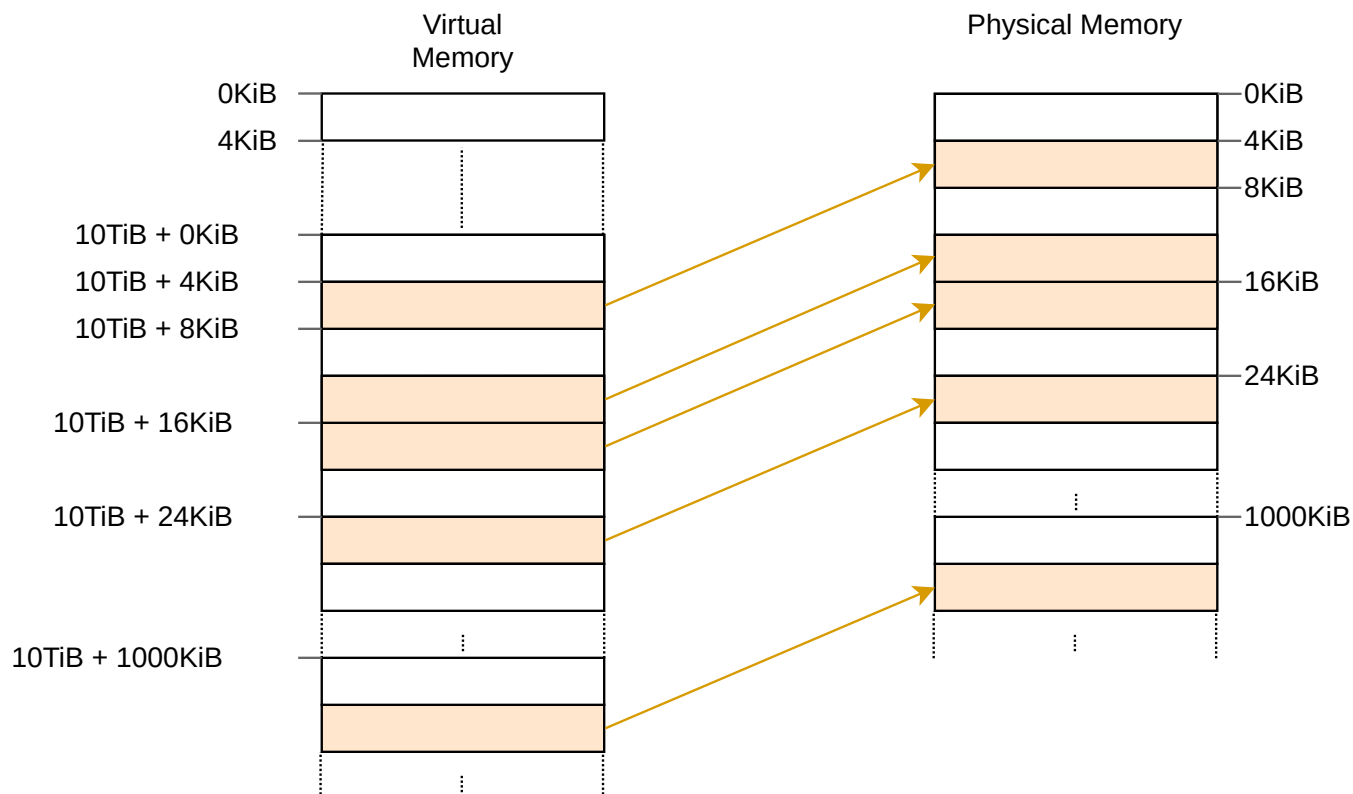 Virtual
Memory
Physical Memory
0KiB
4KiB
10TiB + 0KiB
10TiB + 4KiB
10TiB + 8KiB
10TiB + 16KiB
10TiB + 24KiB
10TiB + 1000KiB
0KiB
4KiB
8KiB
16KiB
24KiB
1000KiB